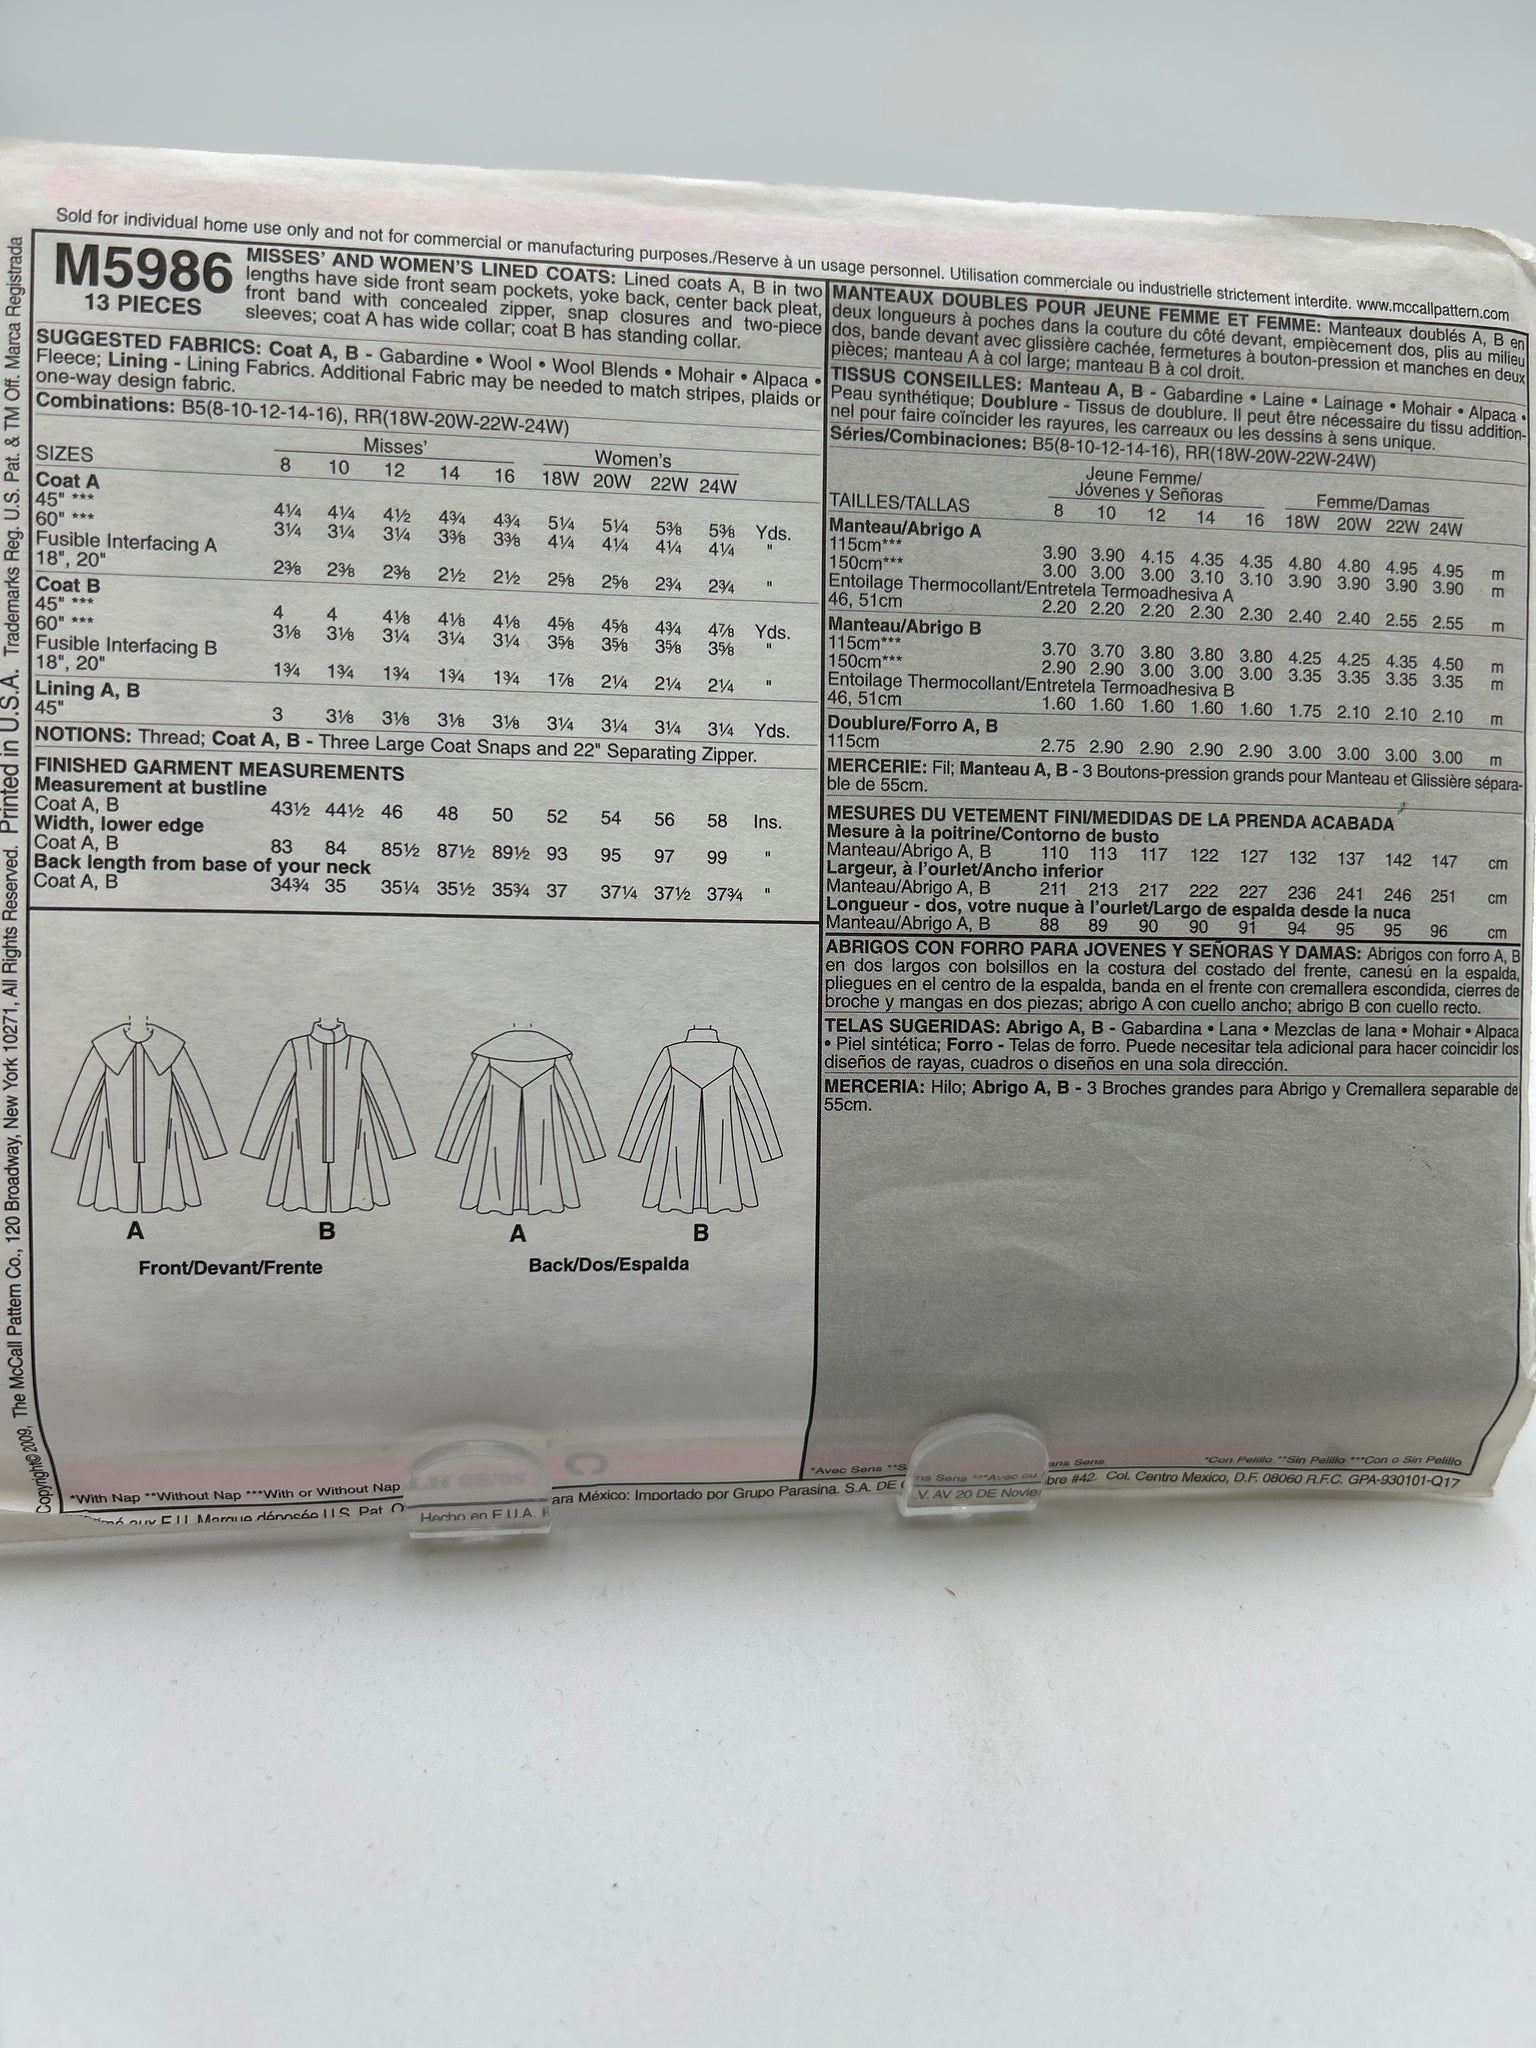 Sold for individual home use only and not for commercial or manufacturing purposes./Reserve à un usage personnel. Utilisation commerciale ou industrielle strictement interdite. www.mccallpattern.com
M5986
13 PIECES
MISSES' AND WOMEN'S LINED COATS: Lined coats A, B in two
lengths have side front seam pockets, yoke back, center back pleat,
front band with concealed zipper, snap closures and two-piece
sleeves; coat A has wide collar; coat B has standing collar.
SUGGESTED FABRICS: Coat A, B - Gabardine • Wool • Wool Blends • Mohair • Alpaca •
Fleece; Lining - Lining Fabrics. Additional Fabric may be needed to match stripes, plaids or
one-way design fabric.
Combinations: B5(8-10-12-14-16), RR(18W-20W-22W-24W)
Misses' Women's
SIZES 8 10 12 14 16 18W 20W 22W 24W
Coat A
45" *** 4¼ 4¼ 4½ 4¾ 4¾ 5¼ 5¼ 5⅜ 5⅜ Yds.
60" *** 3¼ 3¼ 3¼ 3⅜ 3⅜ 4¼ 4¼ 4¼ 4¼ "
Fusible Interfacing A
18", 20" 2⅜ 2⅜ 2⅜ 2½ 2½ 2⅝ 2⅝ 2¾ 2¾ "
Coat B
45" *** 4 4 4⅛ 4⅛ 4⅛ 4⅝ 4⅝ 4¾ 4⅞ Yds.
60" *** 3⅛ 3⅛ 3¼ 3¼ 3¼ 3⅝ 3⅝ 3⅝ 3⅝ "
Fusible Interfacing B
18", 20" 1¾ 1¾ 1¾ 1¾ 1¾ 1⅞ 2¼ 2¼ 2¼ "
Lining A, B
45" 3 3⅛ 3⅛ 3⅛ 3⅛ 3¼ 3¼ 3¼ 3¼ Yds.
NOTIONS: Thread; Coat A, B - Three Large Coat Snaps and 22" Separating Zipper.
FINISHED GARMENT MEASUREMENTS
Measurement at bustline
Coat A, B 43½ 44½ 46 48 50 52 54 56 58 Ins.
Width, lower edge
Coat A, B 83 84 85½ 87½ 89½ 93 95 97 99 "
Back length from base of your neck
Coat A, B 34¾ 35 35¼ 35½ 35¾ 37 37¼ 37½ 37¾ "
A B A B
Front/Devant/Frente Back/Dos/Espalda
MANTEAUX DOUBLES POUR JEUNE FEMME ET FEMME: Manteaux doublés A, B en
deux longueurs à poches dans la couture du côté devant, empiècement dos, plis au milieu
dos, bande devant avec glissière cachée, fermetures à bouton-pression et manches en deux
pièces; manteau A à col large; manteau B à col droit.
TISSUS CONSEILLES: Manteau A, B - Gabardine • Laine • Lainage • Mohair • Alpaca •
Peau synthétique; Doublure - Tissus de doublure. Il peut être nécessaire du tissu addition-
nel pour faire coïncider les rayures, les carreaux ou les dessins à sens unique.
Séries/Combinaciones: B5(8-10-12-14-16), RR(18W-20W-22W-24W)
Jeune Femme/
Jóvenes y Señoras Femme/Damas
TAILLES/TALLAS 8 10 12 14 16 18W 20W 22W 24W
Manteau/Abrigo A
115cm*** 3.90 3.90 4.15 4.35 4.35 4.80 4.80 4.95 4.95 m
150cm*** 3.00 3.00 3.00 3.10 3.10 3.90 3.90 3.90 3.90 m
Entoilage Thermocollant/Entretela Termoadhesiva A
46, 51cm 2.20 2.20 2.20 2.30 2.30 2.40 2.40 2.55 2.55 m
Manteau/Abrigo B
115cm*** 3.70 3.70 3.80 3.80 3.80 4.25 4.25 4.35 4.50 m
150cm*** 2.90 2.90 3.00 3.00 3.00 3.35 3.35 3.35 3.35 m
Entoilage Thermocollant/Entretela Termoadhesiva B
46, 51cm 1.60 1.60 1.60 1.60 1.60 1.75 2.10 2.10 2.10 m
Doublure/Forro A, B
115cm 2.75 2.90 2.90 2.90 2.90 3.00 3.00 3.00 3.00 m
MERCERIE: Fil; Manteau A, B - 3 Boutons-pression grands pour Manteau et Glissière sépara-
ble de 55cm.
MESURES DU VETEMENT FINI/MEDIDAS DE LA PRENDA ACABADA
Mesure à la poitrine/Contorno de busto
Manteau/Abrigo A, B 110 113 117 122 127 132 137 142 147 cm
Largeur, à l'ourlet/Ancho inferior
Manteau/Abrigo A, B 211 213 217 222 227 236 241 246 251 cm
Longueur - dos, votre nuque à l'ourlet/Largo de espalda desde la nuca
Manteau/Abrigo A, B 88 89 90 90 91 94 95 95 96 cm
ABRIGOS CON FORRO PARA JOVENES Y SEÑORAS Y DAMAS: Abrigos con forro A, B
en dos largos con bolsillos en la costura del costado del frente, canesú en la espalda,
pliegues en el centro de la espalda, banda en el frente con cremallera escondida, cierres de
broche y mangas en dos piezas; abrigo A con cuello ancho; abrigo B con cuello recto.
TELAS SUGERIDAS: Abrigo A, B - Gabardina • Lana • Mezclas de lana • Mohair • Alpaca
• Piel sintética; Forro - Telas de forro. Puede necesitar tela adicional para hacer coincidir los
diseños de rayas, cuadros o diseños en una sola dirección.
MERCERIA: Hilo; Abrigo A, B - 3 Broches grandes para Abrigo y Cremallera separable de
55cm.
Copyright©2009, The McCall Pattern Co., 120 Broadway, New York 10271, All Rights Reserved. Printed in U.S.A. Trademarks Reg. U.S. Pat. & TM Off. Marca Registrada
*With Nap **Without Nap ***With or Without Nap
*Avec Sens ***Avec ou ans Sens *Con Pelillo **Sin Pelillo ***Con o Sin Pelillo
aux E.U. Marque déposée U.S. Pat. Hecho en E.U.A. ara México: Importado por Grupo Parasina. S.A. DE .V. AV 20 DE Novie bre #42. Col. Centro Mexico, D.F. 08060 R.F.C. GPA-930101-Q17